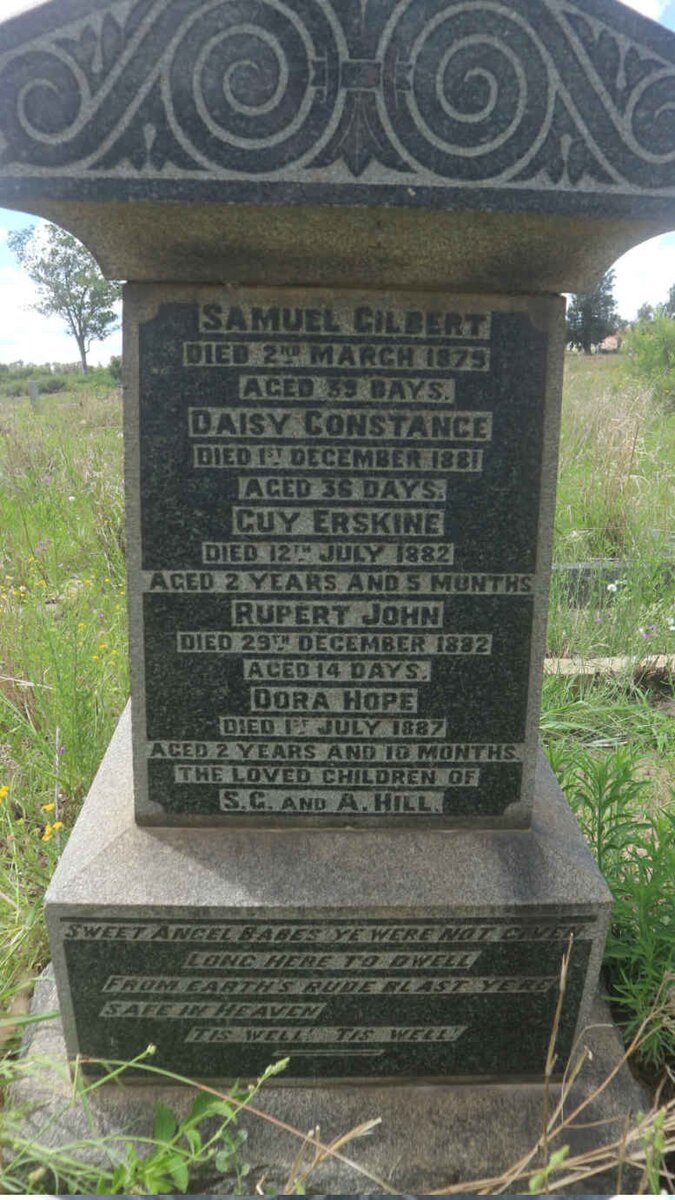 SAMUEL GILBERT
DIED 2ND MARCH 1879
AGED 39 DAYS.
DAISY CONSTANCE
DIED 1ST DECEMBER 1881
AGED 36 DAYS.
GUY ERSKINE
DIED 12TH JULY 1882
AGED 2 YEARS AND 5 MONTHS
RUPERT JOHN
DIED 29TH DECEMBER 1882
AGED 14 DAYS.
DORA HOPE
DIED 1ST JULY 1887
AGED 2 YEARS AND 10 MONTHS
THE LOVED CHILDREN OF
S.G. AND A. HILL.
SWEET ANGEL BABES YE WERE NOT GIVEN
LONG HERE TO DWELL
FROM EARTH'S RUDE BLAST YE'RE
SAFE IN HEAVEN
TIS WELL! TIS WELL!